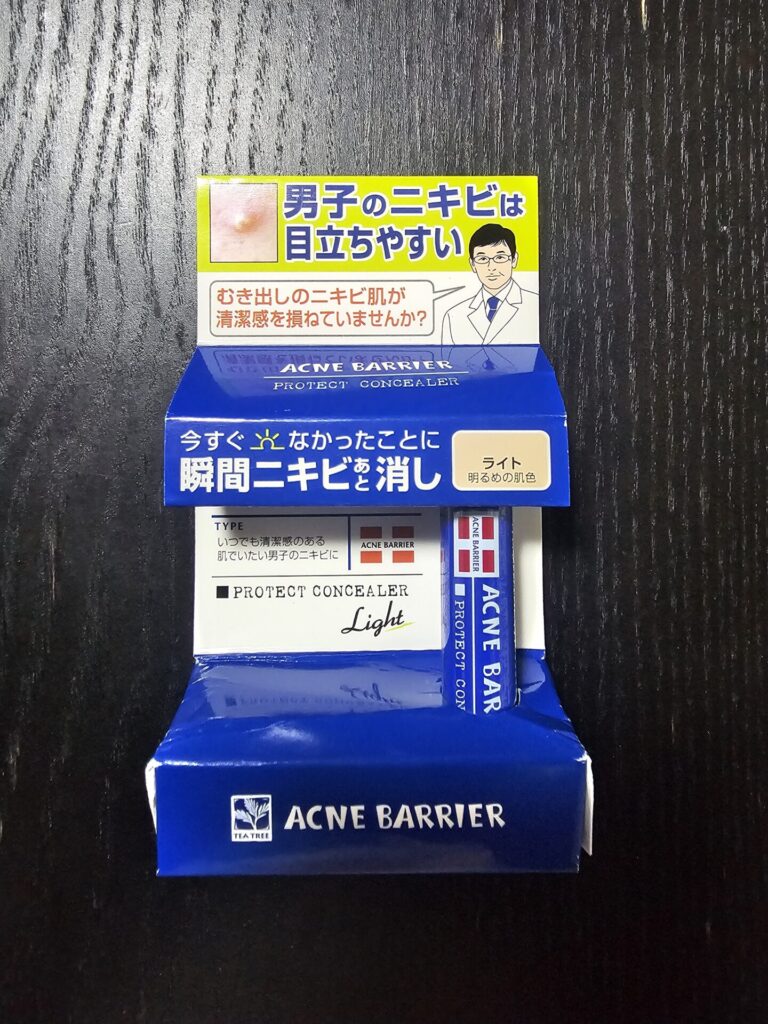 男子のニキビは
目立ちやすい
むき出しのニキビ肌が
清潔感を損ねていませんか?
ACNE BARRIER
PROTECT CONCEALER
今すぐ なかったことに
瞬間ニキビあと消し
ライト
明るめの肌色
TYPE
いつでも清潔感のある
肌でいたい男子のニキビに
ACNE BARRIER
■ PROTECT CONCEALER
Light
ACNE BARRIER
ACNE BAR
■ PROTECT CON
TEA TREE
ACNE BARRIER